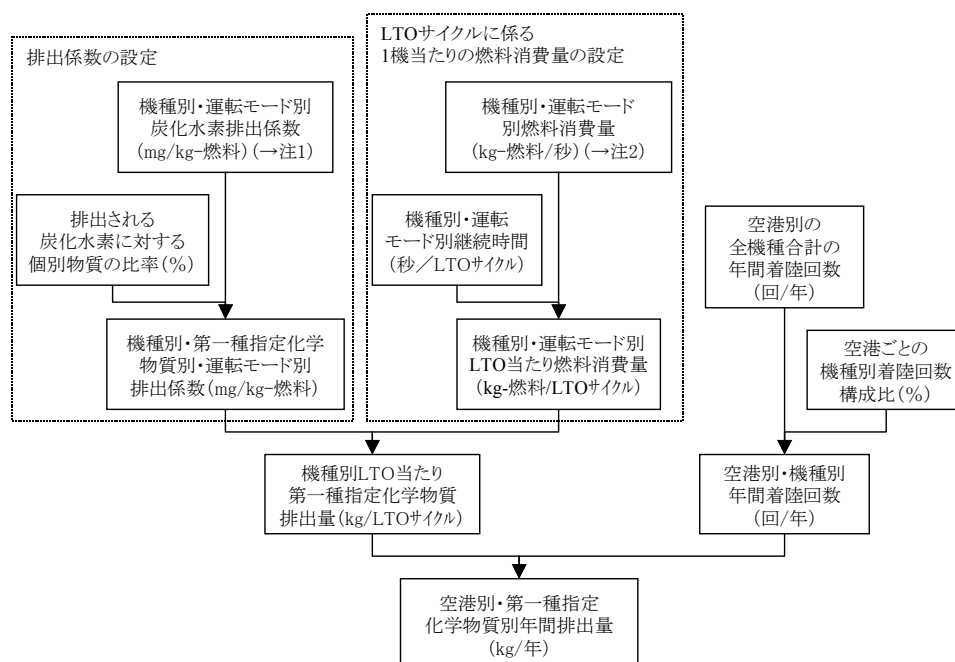 排出係数の設定
機種別・運転モード別
炭化水素排出係数
(mg/kg-燃料)(→注1)
排出される
炭化水素に対する
個別物質の比率(%)
機種別・第一種指定化学
物質別・運転モード別
排出係数(mg/kg-燃料)
LTOサイクルに係る
1機当たりの燃料消費量の設定
機種別・運転モード
別燃料消費量
(kg-燃料/秒)(→注2)
機種別・運転
モード別継続時間
(秒/LTOサイクル)
機種別・運転モード別
LTO当たり燃料消費量
(kg-燃料/LTOサイクル)
空港別の
全機種合計の
年間着陸回数
(回/年)
空港ごとの
機種別着陸回数
構成比(%)
機種別LTO当たり
第一種指定化学物質
排出量(kg/LTOサイクル)
空港別・機種別
年間着陸回数
(回/年)
空港別・第一種指定
化学物質別年間排出量
(kg/年)